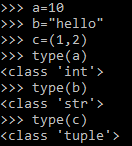 >>> a=10
>>> b="hello"
>>> c=(1,2)
>>> type(a)
<class 'int'>
>>> type(b)
<class 'str'>
>>> type(c)
<class 'tuple'>